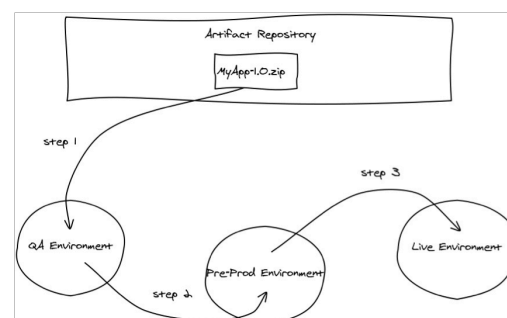 Artifact Repository
MyApp-1.0.zip
step 1
step 3
QA Environment
Pre-Prod Environment
Live Environment
step 2